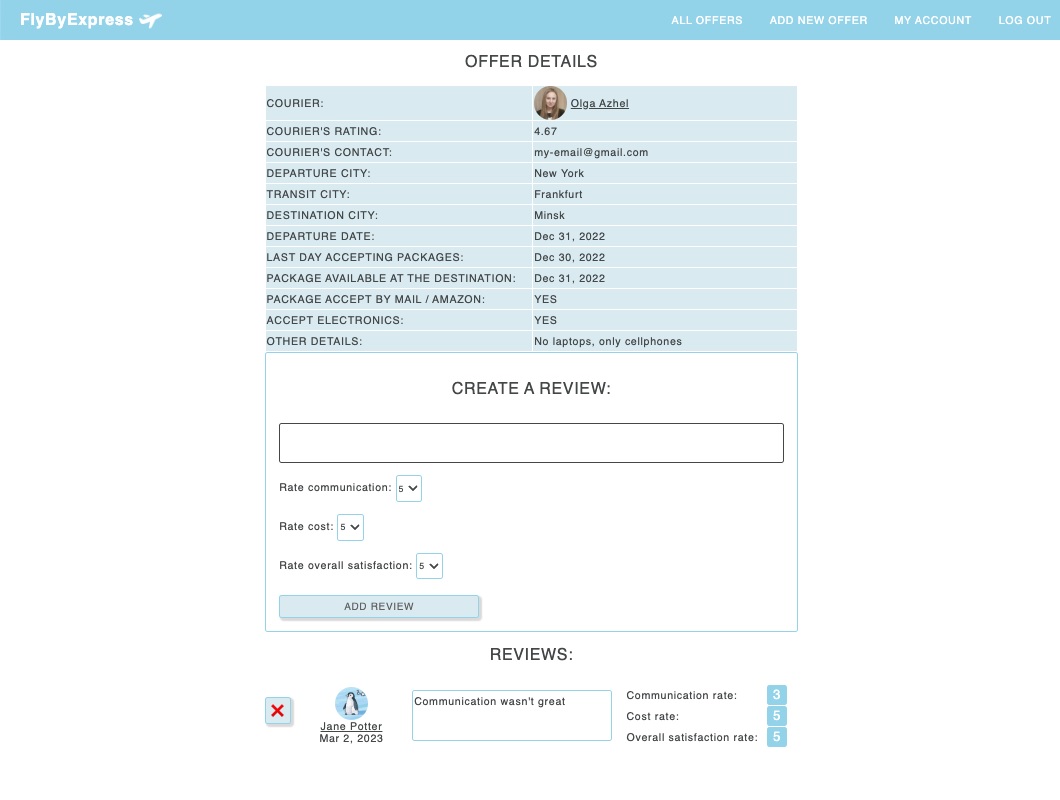 FlyByExpress
ALL OFFERS ADD NEW OFFER MY ACCOUNT LOG OUT
OFFER DETAILS
COURIER: Olga Azhel
COURIER'S RATING: 4.67
COURIER'S CONTACT: my-email@gmail.com
DEPARTURE CITY: New York
TRANSIT CITY: Frankfurt
DESTINATION CITY: Minsk
DEPARTURE DATE: Dec 31, 2022
LAST DAY ACCEPTING PACKAGES: Dec 30, 2022
PACKAGE AVAILABLE AT THE DESTINATION: Dec 31, 2022
PACKAGE ACCEPT BY MAIL / AMAZON: YES
ACCEPT ELECTRONICS: YES
OTHER DETAILS: No laptops, only cellphones
CREATE A REVIEW:
Rate communication: 5
Rate cost: 5
Rate overall satisfaction: 5
ADD REVIEW
REVIEWS:
Jane Potter
Mar 2, 2023
Communication wasn't great
Communication rate: 3
Cost rate: 5
Overall satisfaction rate: 5